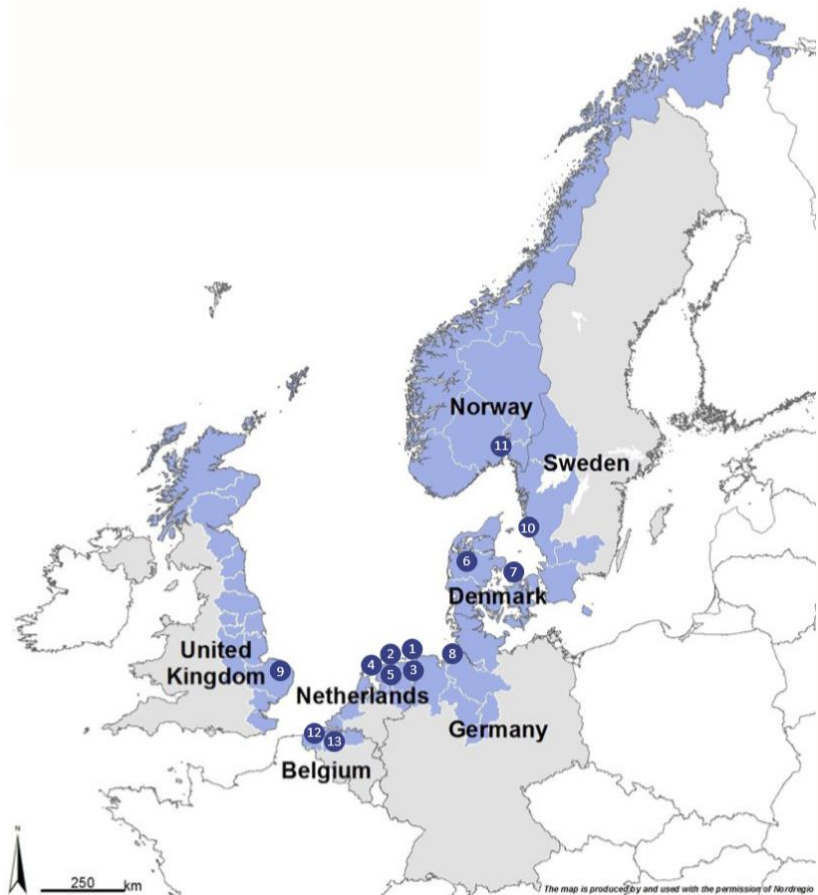 Norway
11
Sweden
10
6
7
Denmark
United
Kingdom
9
1
2
8
4
3
5
Netherlands
Germany
12
13
Belgium
N
250 km
The map is produced by and used with the permission of Nordregio